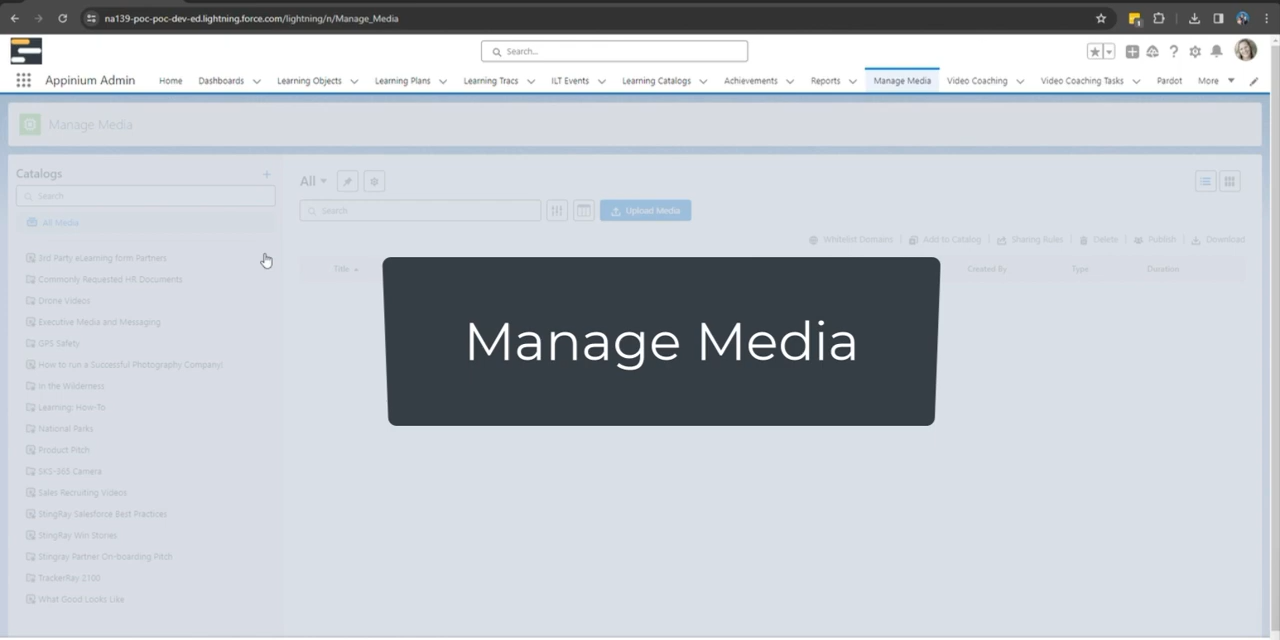 na139-poc-poc-dev-ed.lightning.force.com/lightning/n/Manage_Media
Search...
Appinium Admin Home Dashboards Learning Objects Learning Plans Learning Tracs ILT Events Learning Catalogs Achievements Reports Manage Media Video Coaching Video Coaching Tasks Pardot More
Manage Media
Catalogs
+
Search
All Media
3rd Party eLearning form Partners
Commonly Requested HR Documents
Drone Videos
Executive Media and Messaging
GPS Safety
How to run a Successful Photography Company!
In the Wilderness
Learning: How-To
National Parks
Product Pitch
SKS-365 Camera
Sales Recruiting Videos
StingRay Salesforce Best Practices
StingRay Win Stories
Stingray Partner On-boarding Pitch
TrackerRay 2100
What Good Looks Like
All
Search
Upload Media
Whitelist Domains | Add to Catalog | Sharing Rules | Delete | Publish | Download
Title Created By Type Duration
Manage Media